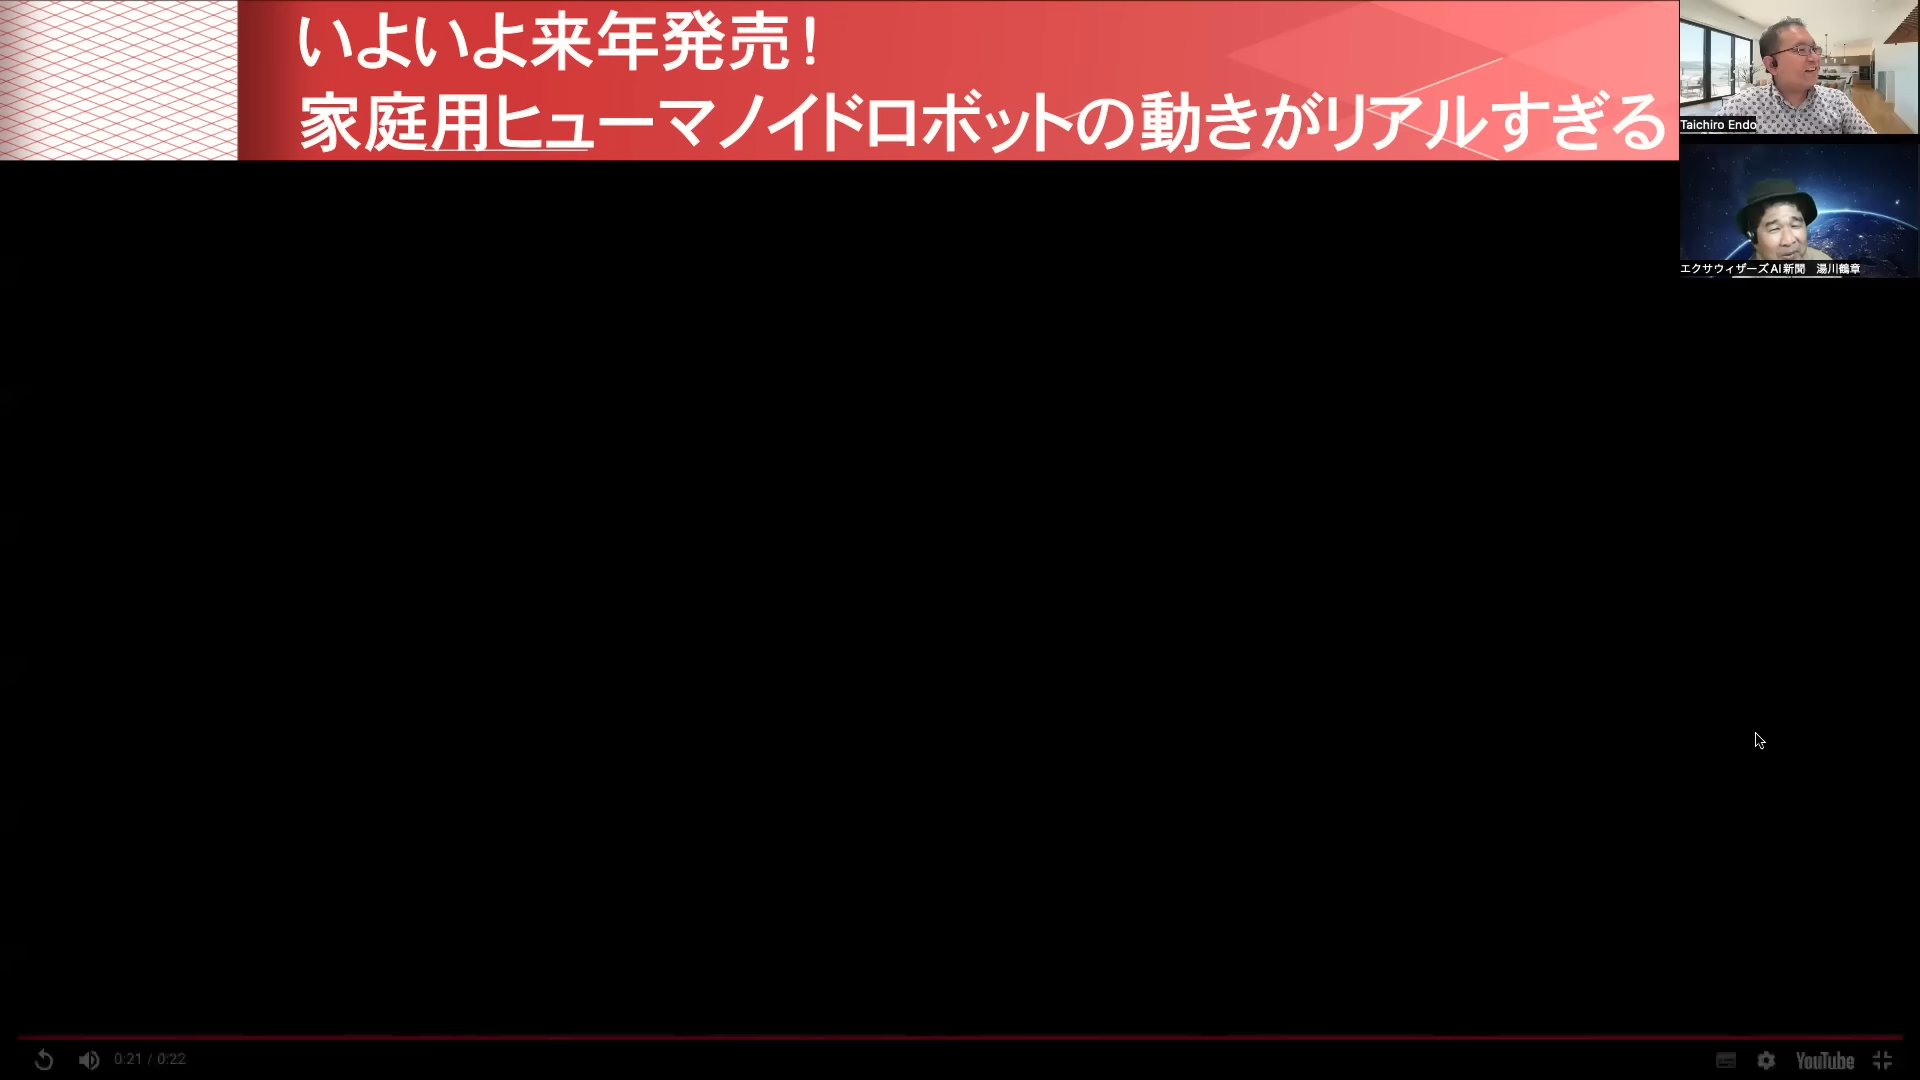 いよいよ来年発売！
家庭用ヒューマノイドロボットの動きがリアルすぎる
Taichiro Endo
エクサウィザーズAI新聞　湯川鶴章
0:21 / 0:22
YouTube